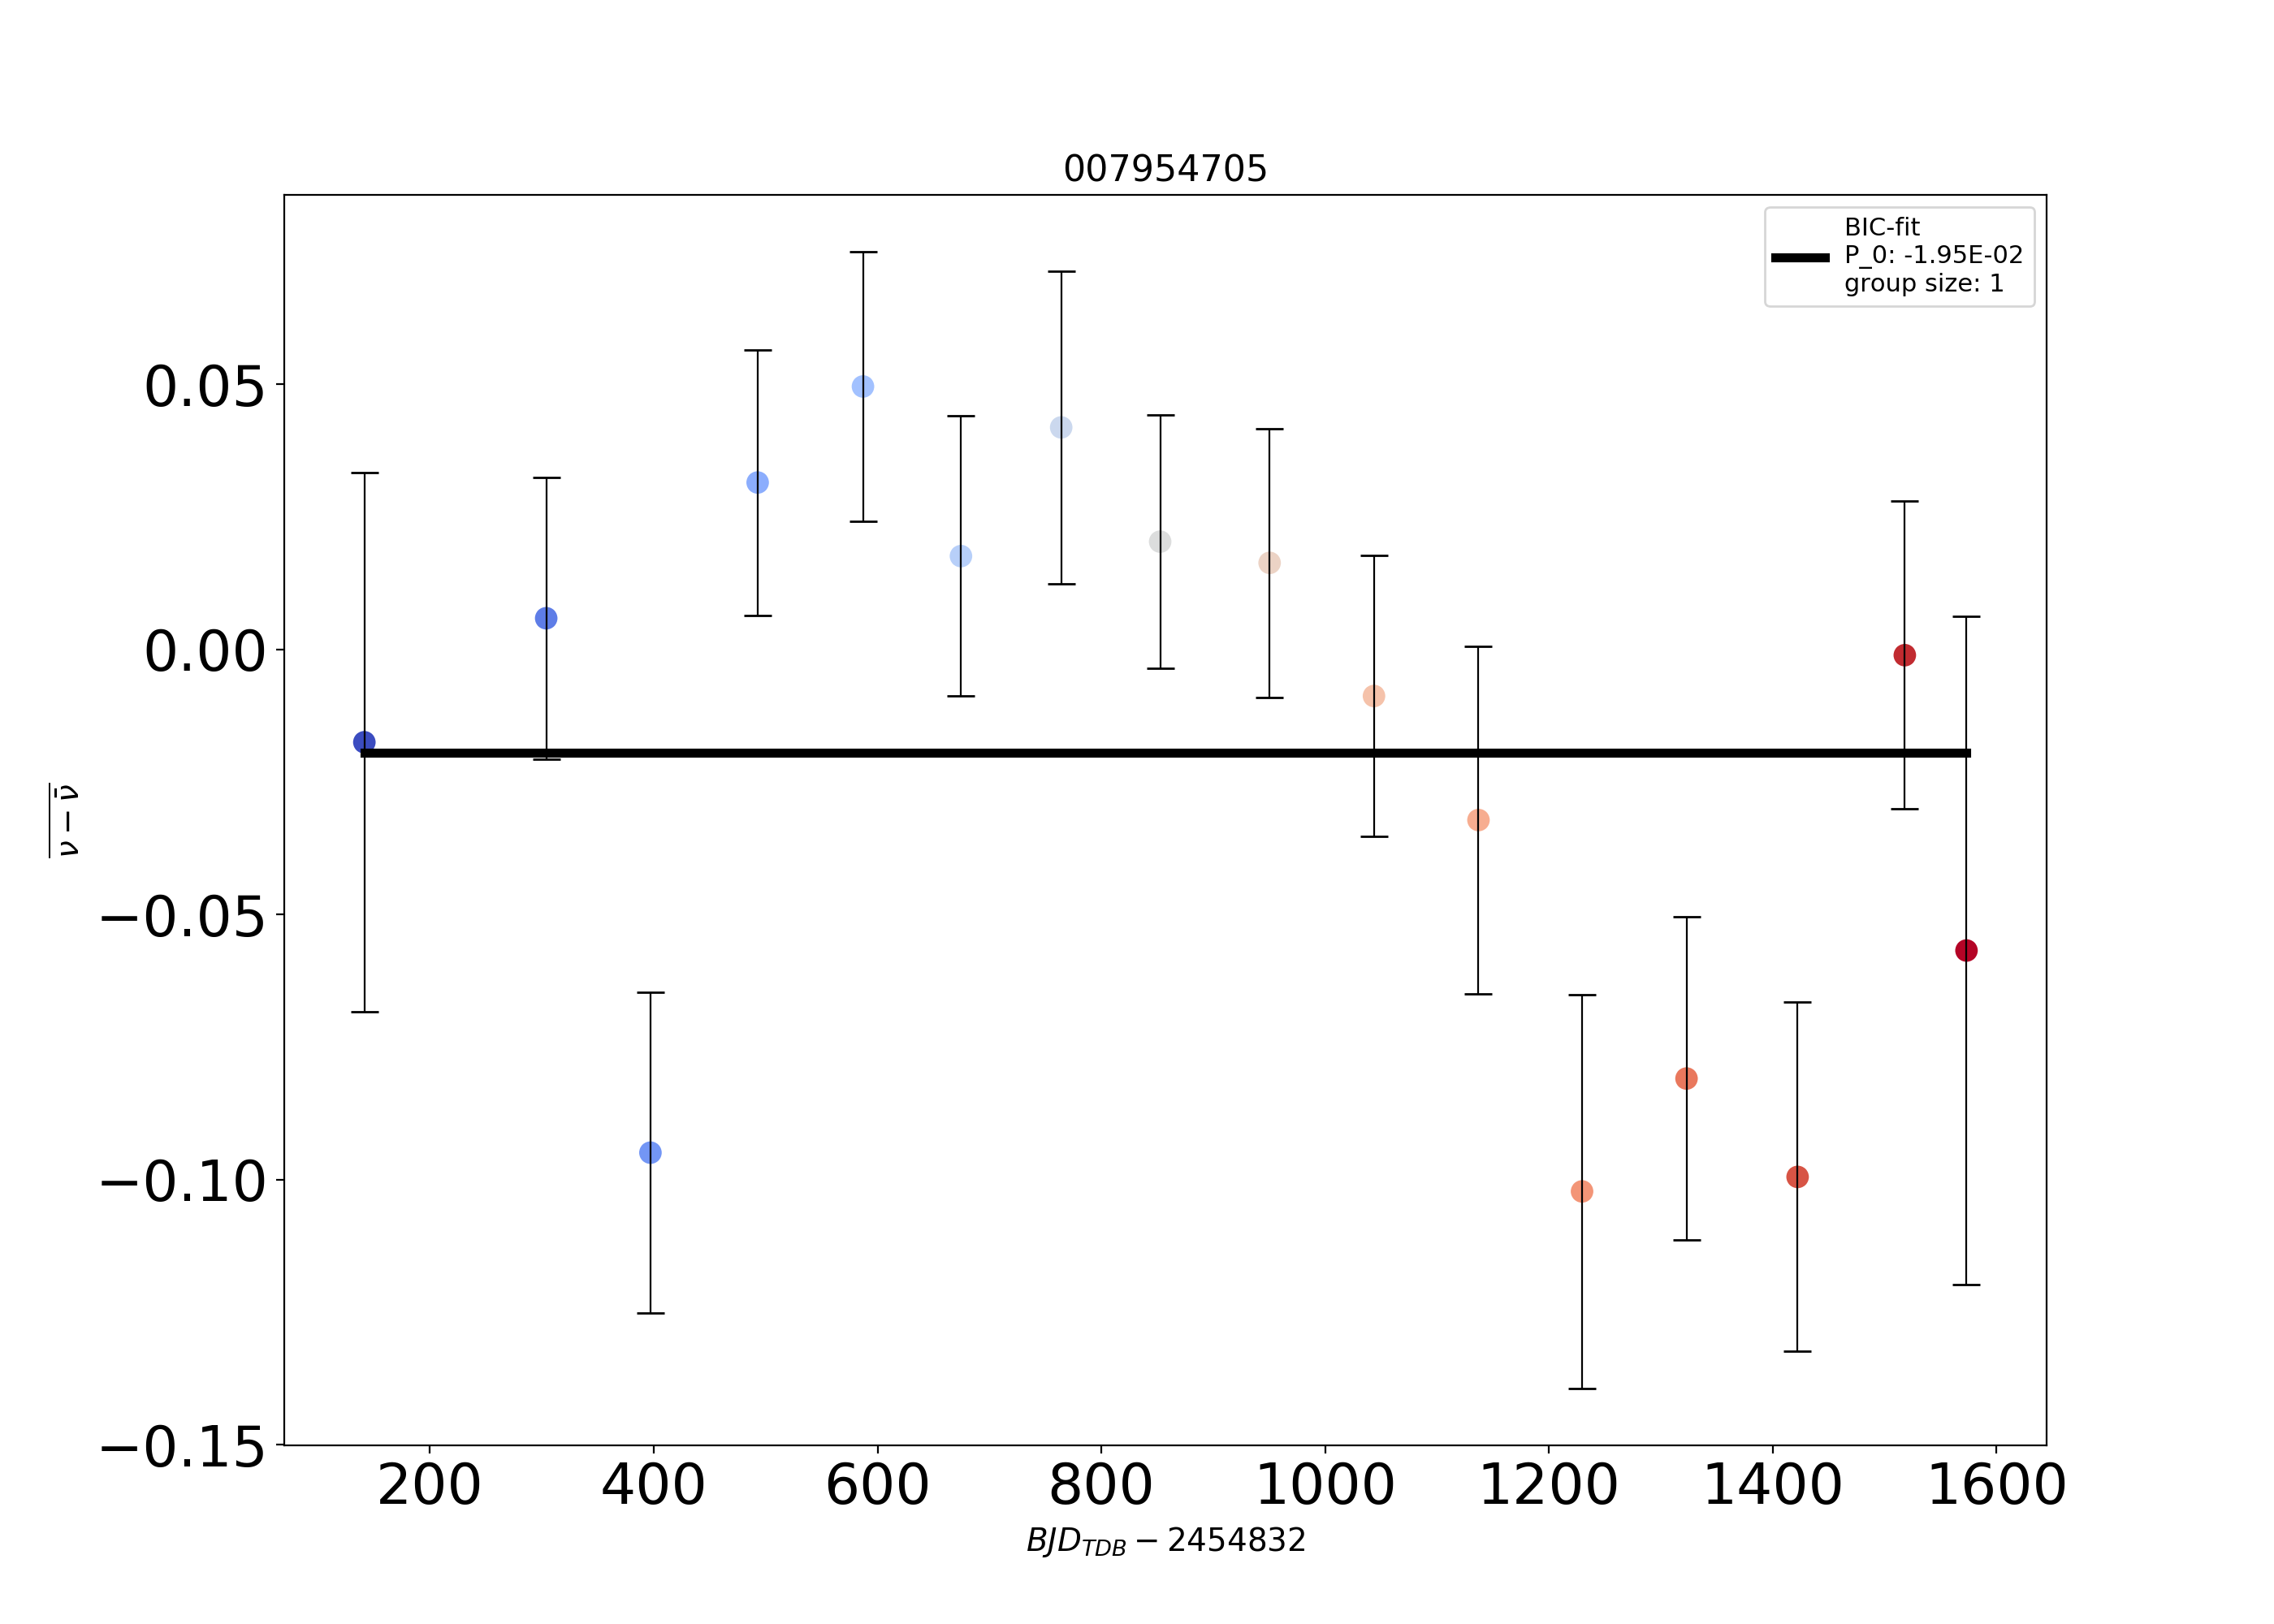 007954705
BIC-fit
P_0: -1.95E-02
group size: 1
0.05
0.00
−0.05
−0.10
−0.15
ν − ν̄
200 400 600 800 1000 1200 1400 1600
BJD_TDB − 2454832